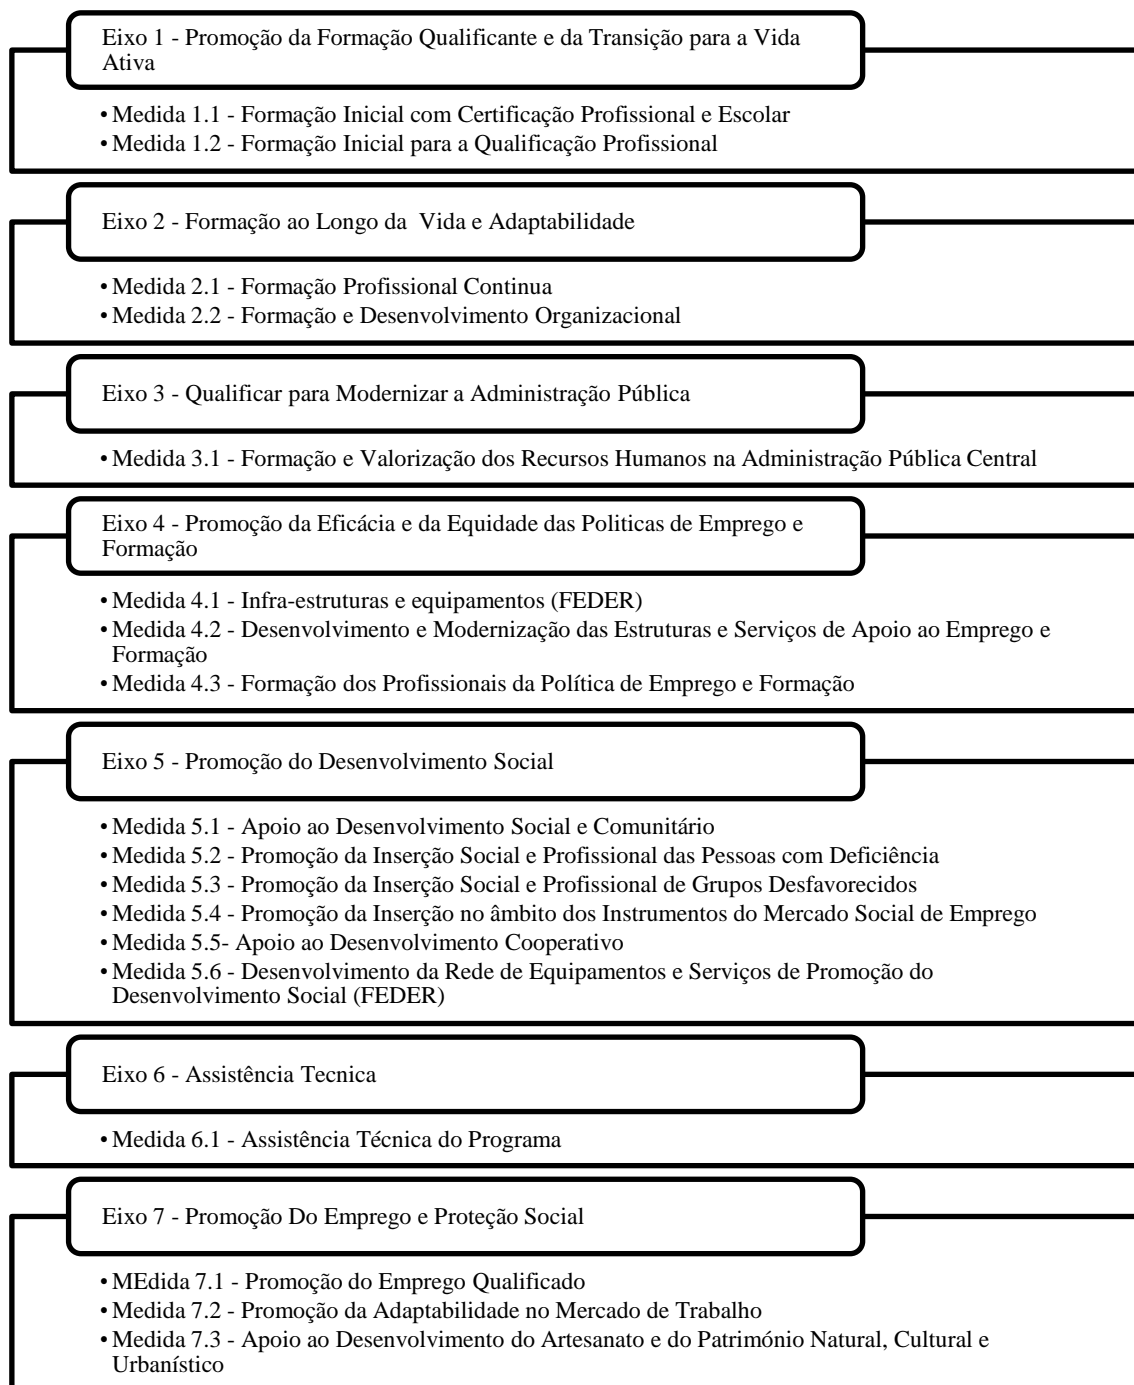 Eixo 1 - Promoção da Formação Qualificante e da Transição para a Vida
Ativa
• Medida 1.1 - Formação Inicial com Certificação Profissional e Escolar
• Medida 1.2 - Formação Inicial para a Qualificação Profissional
Eixo 2 - Formação ao Longo da Vida e Adaptabilidade
• Medida 2.1 - Formação Profissional Continua
• Medida 2.2 - Formação e Desenvolvimento Organizacional
Eixo 3 - Qualificar para Modernizar a Administração Pública
• Medida 3.1 - Formação e Valorização dos Recursos Humanos na Administração Pública Central
Eixo 4 - Promoção da Eficácia e da Equidade das Politicas de Emprego e
Formação
• Medida 4.1 - Infra-estruturas e equipamentos (FEDER)
• Medida 4.2 - Desenvolvimento e Modernização das Estruturas e Serviços de Apoio ao Emprego e
Formação
• Medida 4.3 - Formação dos Profissionais da Política de Emprego e Formação
Eixo 5 - Promoção do Desenvolvimento Social
• Medida 5.1 - Apoio ao Desenvolvimento Social e Comunitário
• Medida 5.2 - Promoção da Inserção Social e Profissional das Pessoas com Deficiência
• Medida 5.3 - Promoção da Inserção Social e Profissional de Grupos Desfavorecidos
• Medida 5.4 - Promoção da Inserção no âmbito dos Instrumentos do Mercado Social de Emprego
• Medida 5.5- Apoio ao Desenvolvimento Cooperativo
• Medida 5.6 - Desenvolvimento da Rede de Equipamentos e Serviços de Promoção do
Desenvolvimento Social (FEDER)
Eixo 6 - Assistência Tecnica
• Medida 6.1 - Assistência Técnica do Programa
Eixo 7 - Promoção Do Emprego e Proteção Social
• MEdida 7.1 - Promoção do Emprego Qualificado
• Medida 7.2 - Promoção da Adaptabilidade no Mercado de Trabalho
• Medida 7.3 - Apoio ao Desenvolvimento do Artesanato e do Património Natural, Cultural e
Urbanístico